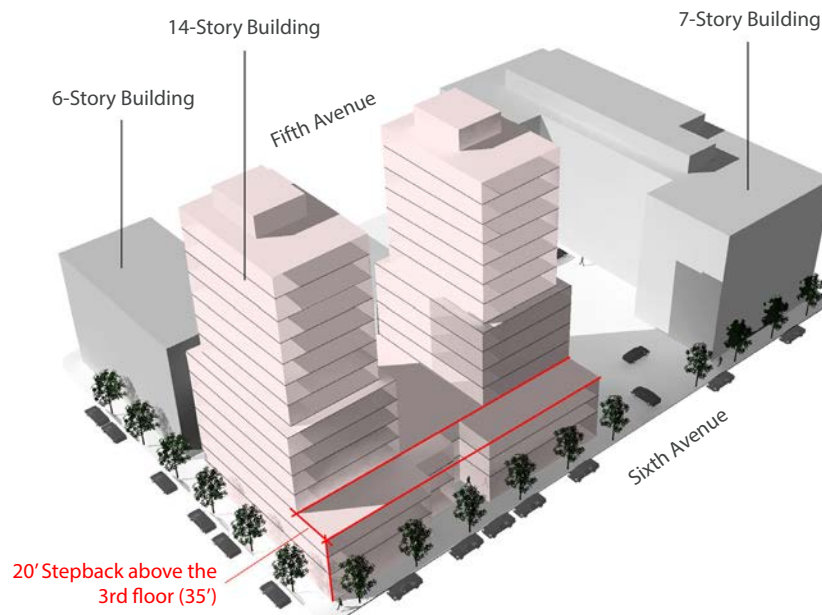 14-Story Building
7-Story Building
6-Story Building
Fifth Avenue
Sixth Avenue
20' Stepback above the
3rd floor (35')